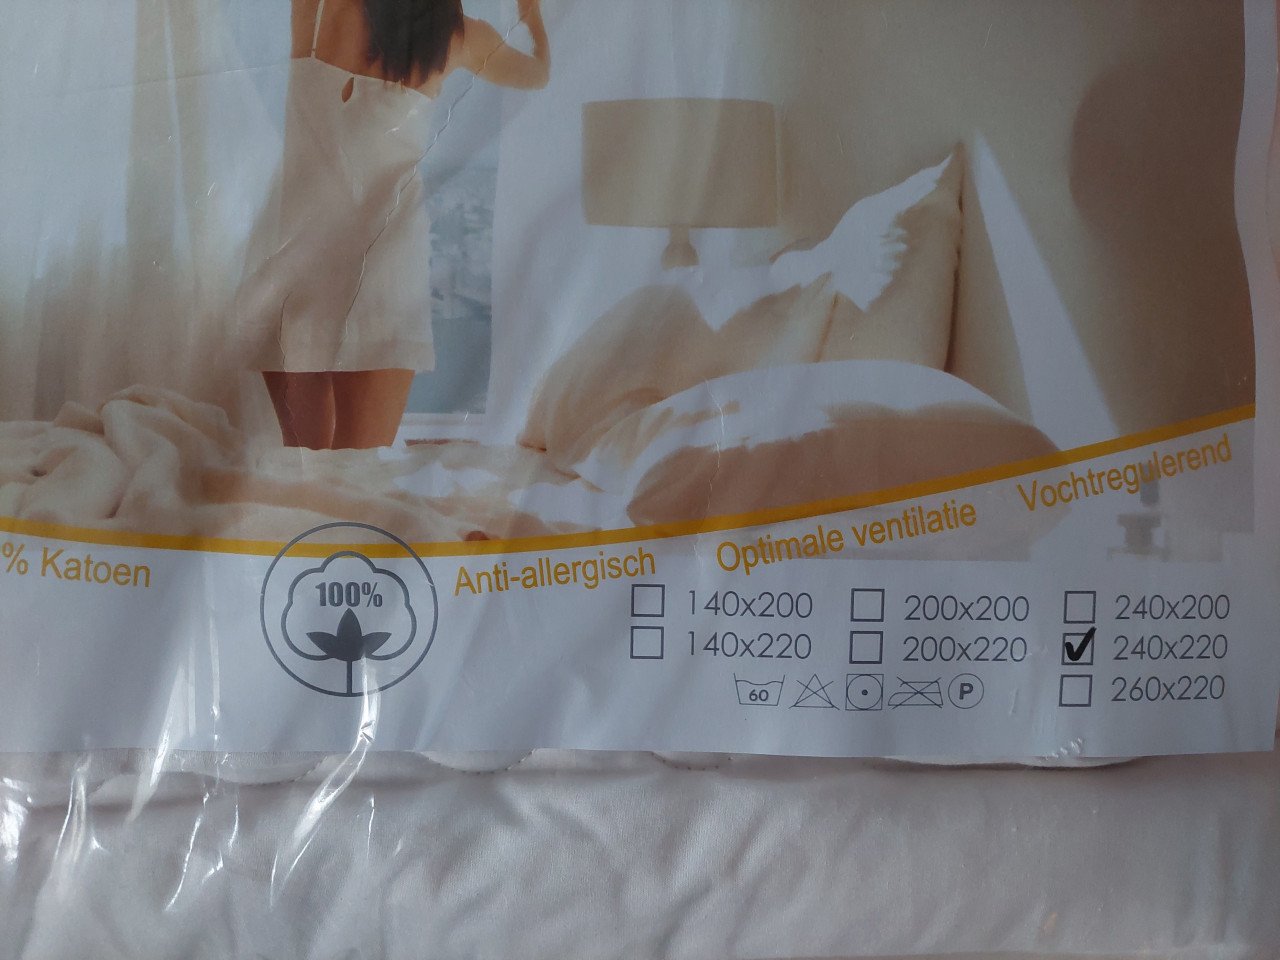 % Katoen
100%
Anti-allergisch
Optimale ventilatie
Vochtregulerend
140x200 200x200 240x200
140x220 200x220 240x220
260x220
60
P